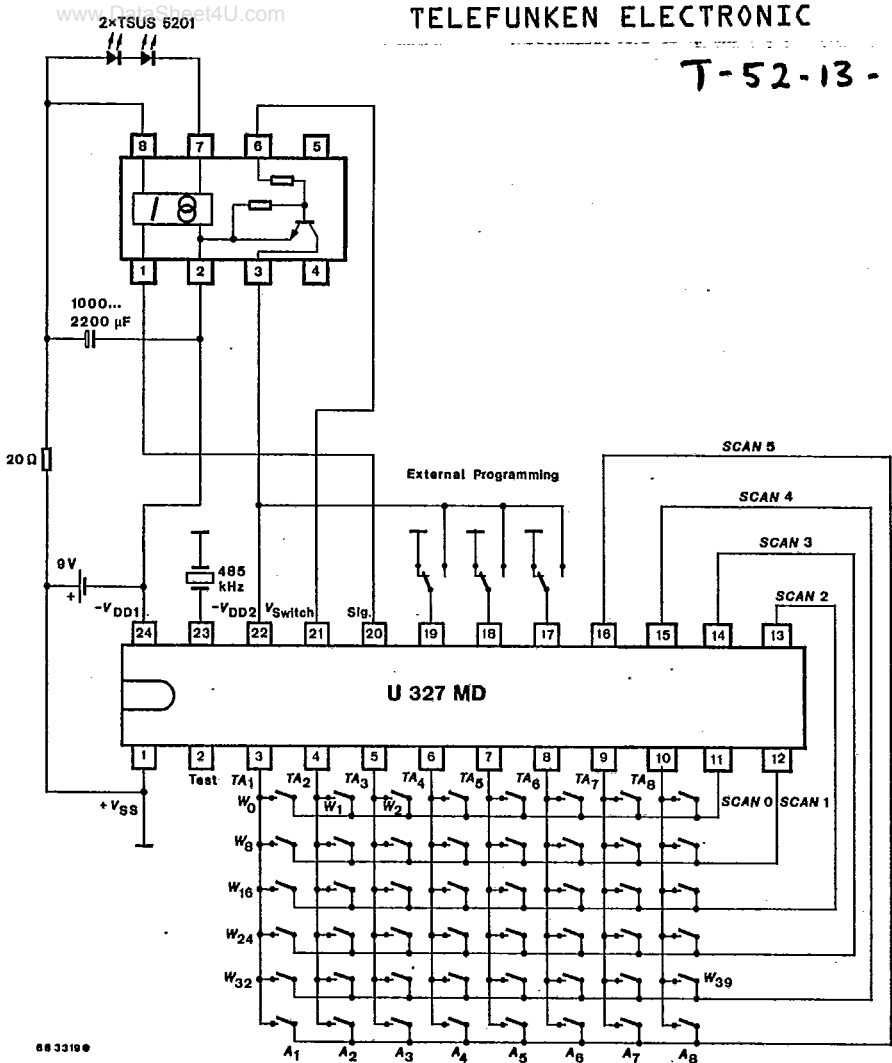 www.DataSheet4U.com
TELEFUNKEN ELECTRONIC
2×TSUS 5201
T-52-13-
8 7 6 5
1 2 3 4
1000...
2200 µF
20 Ω
External Programming
SCAN 5
SCAN 4
SCAN 3
SCAN 2
9V
+
485
kHz
-VDD1 -VDD2 VSwitch Sig.
24 23 22 21 20 19 18 17 16 15 14 13
U 327 MD
1 2 3 4 5 6 7 8 9 10 11 12
Test TA1 TA2 TA3 TA4 TA5 TA6 TA7 TA8
+VSS
W0 W1 W2 SCAN 0 SCAN 1
W8
W16
W24
W32 W39
A1 A2 A3 A4 A5 A6 A7 A8